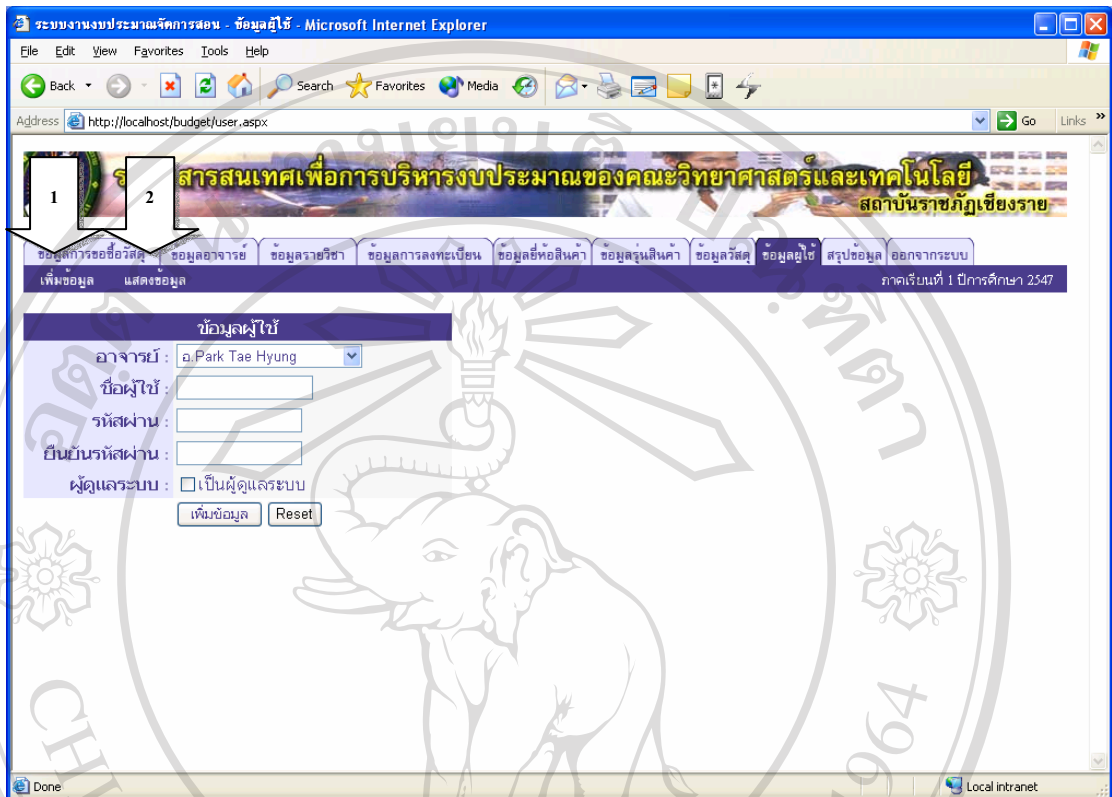 ระบบงานงบประมาณจัดการสอน - ข้อมูลผู้ใช้ - Microsoft Internet Explorer
File Edit View Favorites Tools Help
Back Search Favorites Media
Address http://localhost/budget/user.aspx Go Links »
สารสนเทศเพื่อการบริหารงบประมาณของคณะวิทยาศาสตร์และเทคโนโลยี
สถาบันราชภัฏเชียงราย
1 2
ข้อมูลการขอซื้อวัสดุ ข้อมูลอาจารย์ ข้อมูลรายวิชา ข้อมูลการลงทะเบียน ข้อมูลยี่ห้อสินค้า ข้อมูลรุ่นสินค้า ข้อมูลวัสดุ ข้อมูลผู้ใช้ สรุปข้อมูล ออกจากระบบ
เพิ่มข้อมูล แสดงข้อมูล ภาคเรียนที่ 1 ปีการศึกษา 2547
ข้อมูลผู้ใช้
อาจารย์ : อ.Park Tae Hyung
ชื่อผู้ใช้ :
รหัสผ่าน :
ยืนยันรหัสผ่าน :
ผู้ดูแลระบบ : เป็นผู้ดูแลระบบ
เพิ่มข้อมูล Reset
1964
Done Local intranet